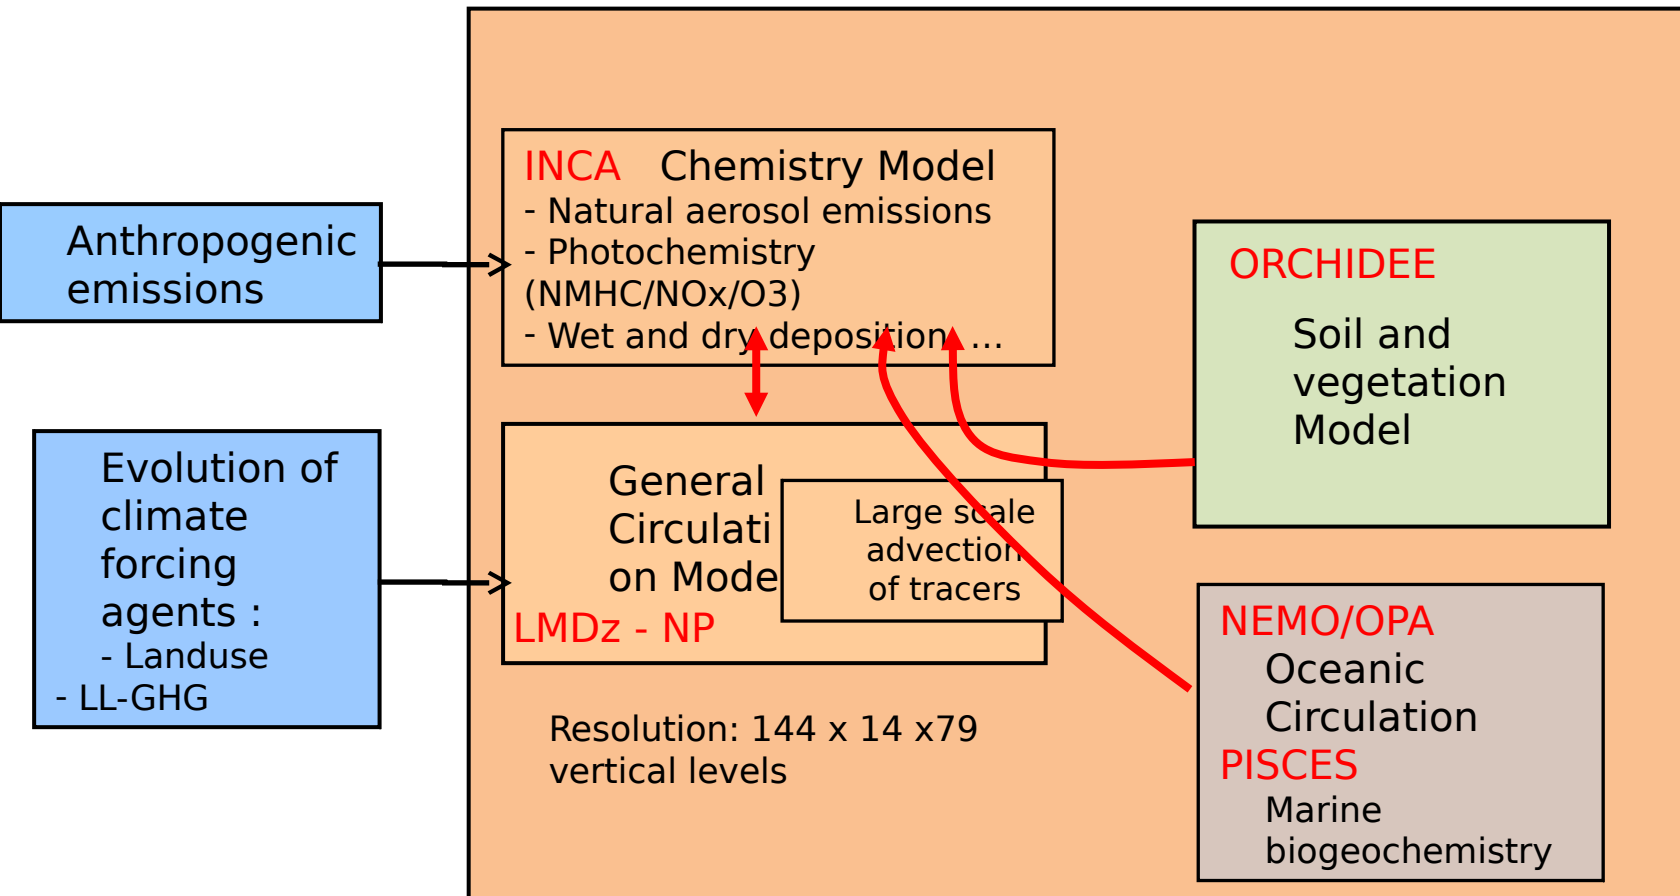 INCA Chemistry Model
- Natural aerosol emissions
- Photochemistry
(NMHC/NOx/O3)
- Wet and dry deposition, …
Anthropogenic
emissions
ORCHIDEE
Soil and
vegetation
Model
Evolution of
climate
forcing
agents :
- Landuse
- LL-GHG
General
Circulati
on Mode
LMDz - NP
Large scale
advection
of tracers
Resolution: 144 x 14 x79
vertical levels
NEMO/OPA
Oceanic
Circulation
PISCES
Marine
biogeochemistry